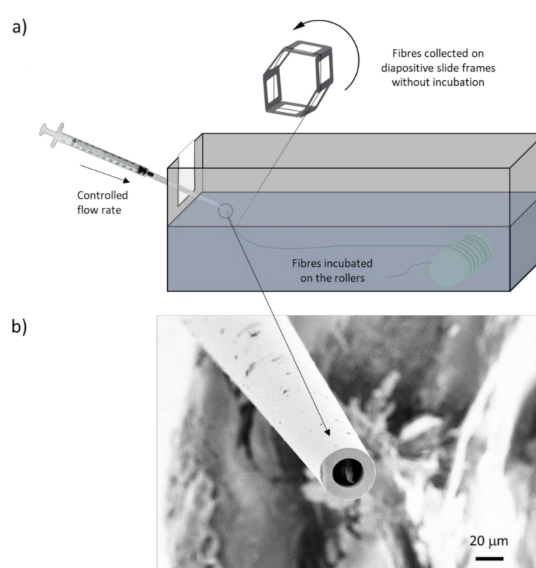 a)
Fibres collected on
diapositive slide frames
without incubation
Controlled
flow rate
Fibres incubated
on the rollers
b)
20 μm